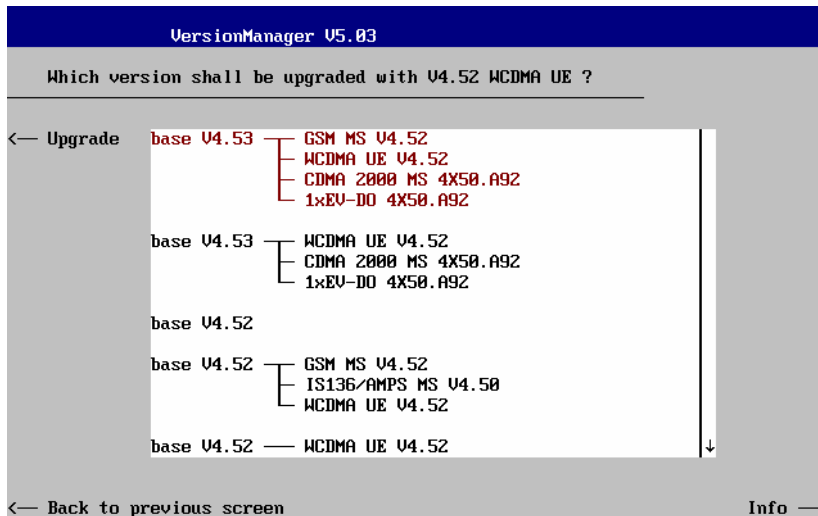 VersionManager V5.03
Which version shall be upgraded with V4.52 WCDMA UE ?
<— Upgrade
base V4.53 — GSM MS V4.52
WCDMA UE V4.52
CDMA 2000 MS 4X50.A92
1xEV-DO 4X50.A92
base V4.53 — WCDMA UE V4.52
CDMA 2000 MS 4X50.A92
1xEV-DO 4X50.A92
base V4.52
base V4.52 — GSM MS V4.52
IS136/AMPS MS V4.50
WCDMA UE V4.52
base V4.52 — WCDMA UE V4.52
<— Back to previous screen
Info —